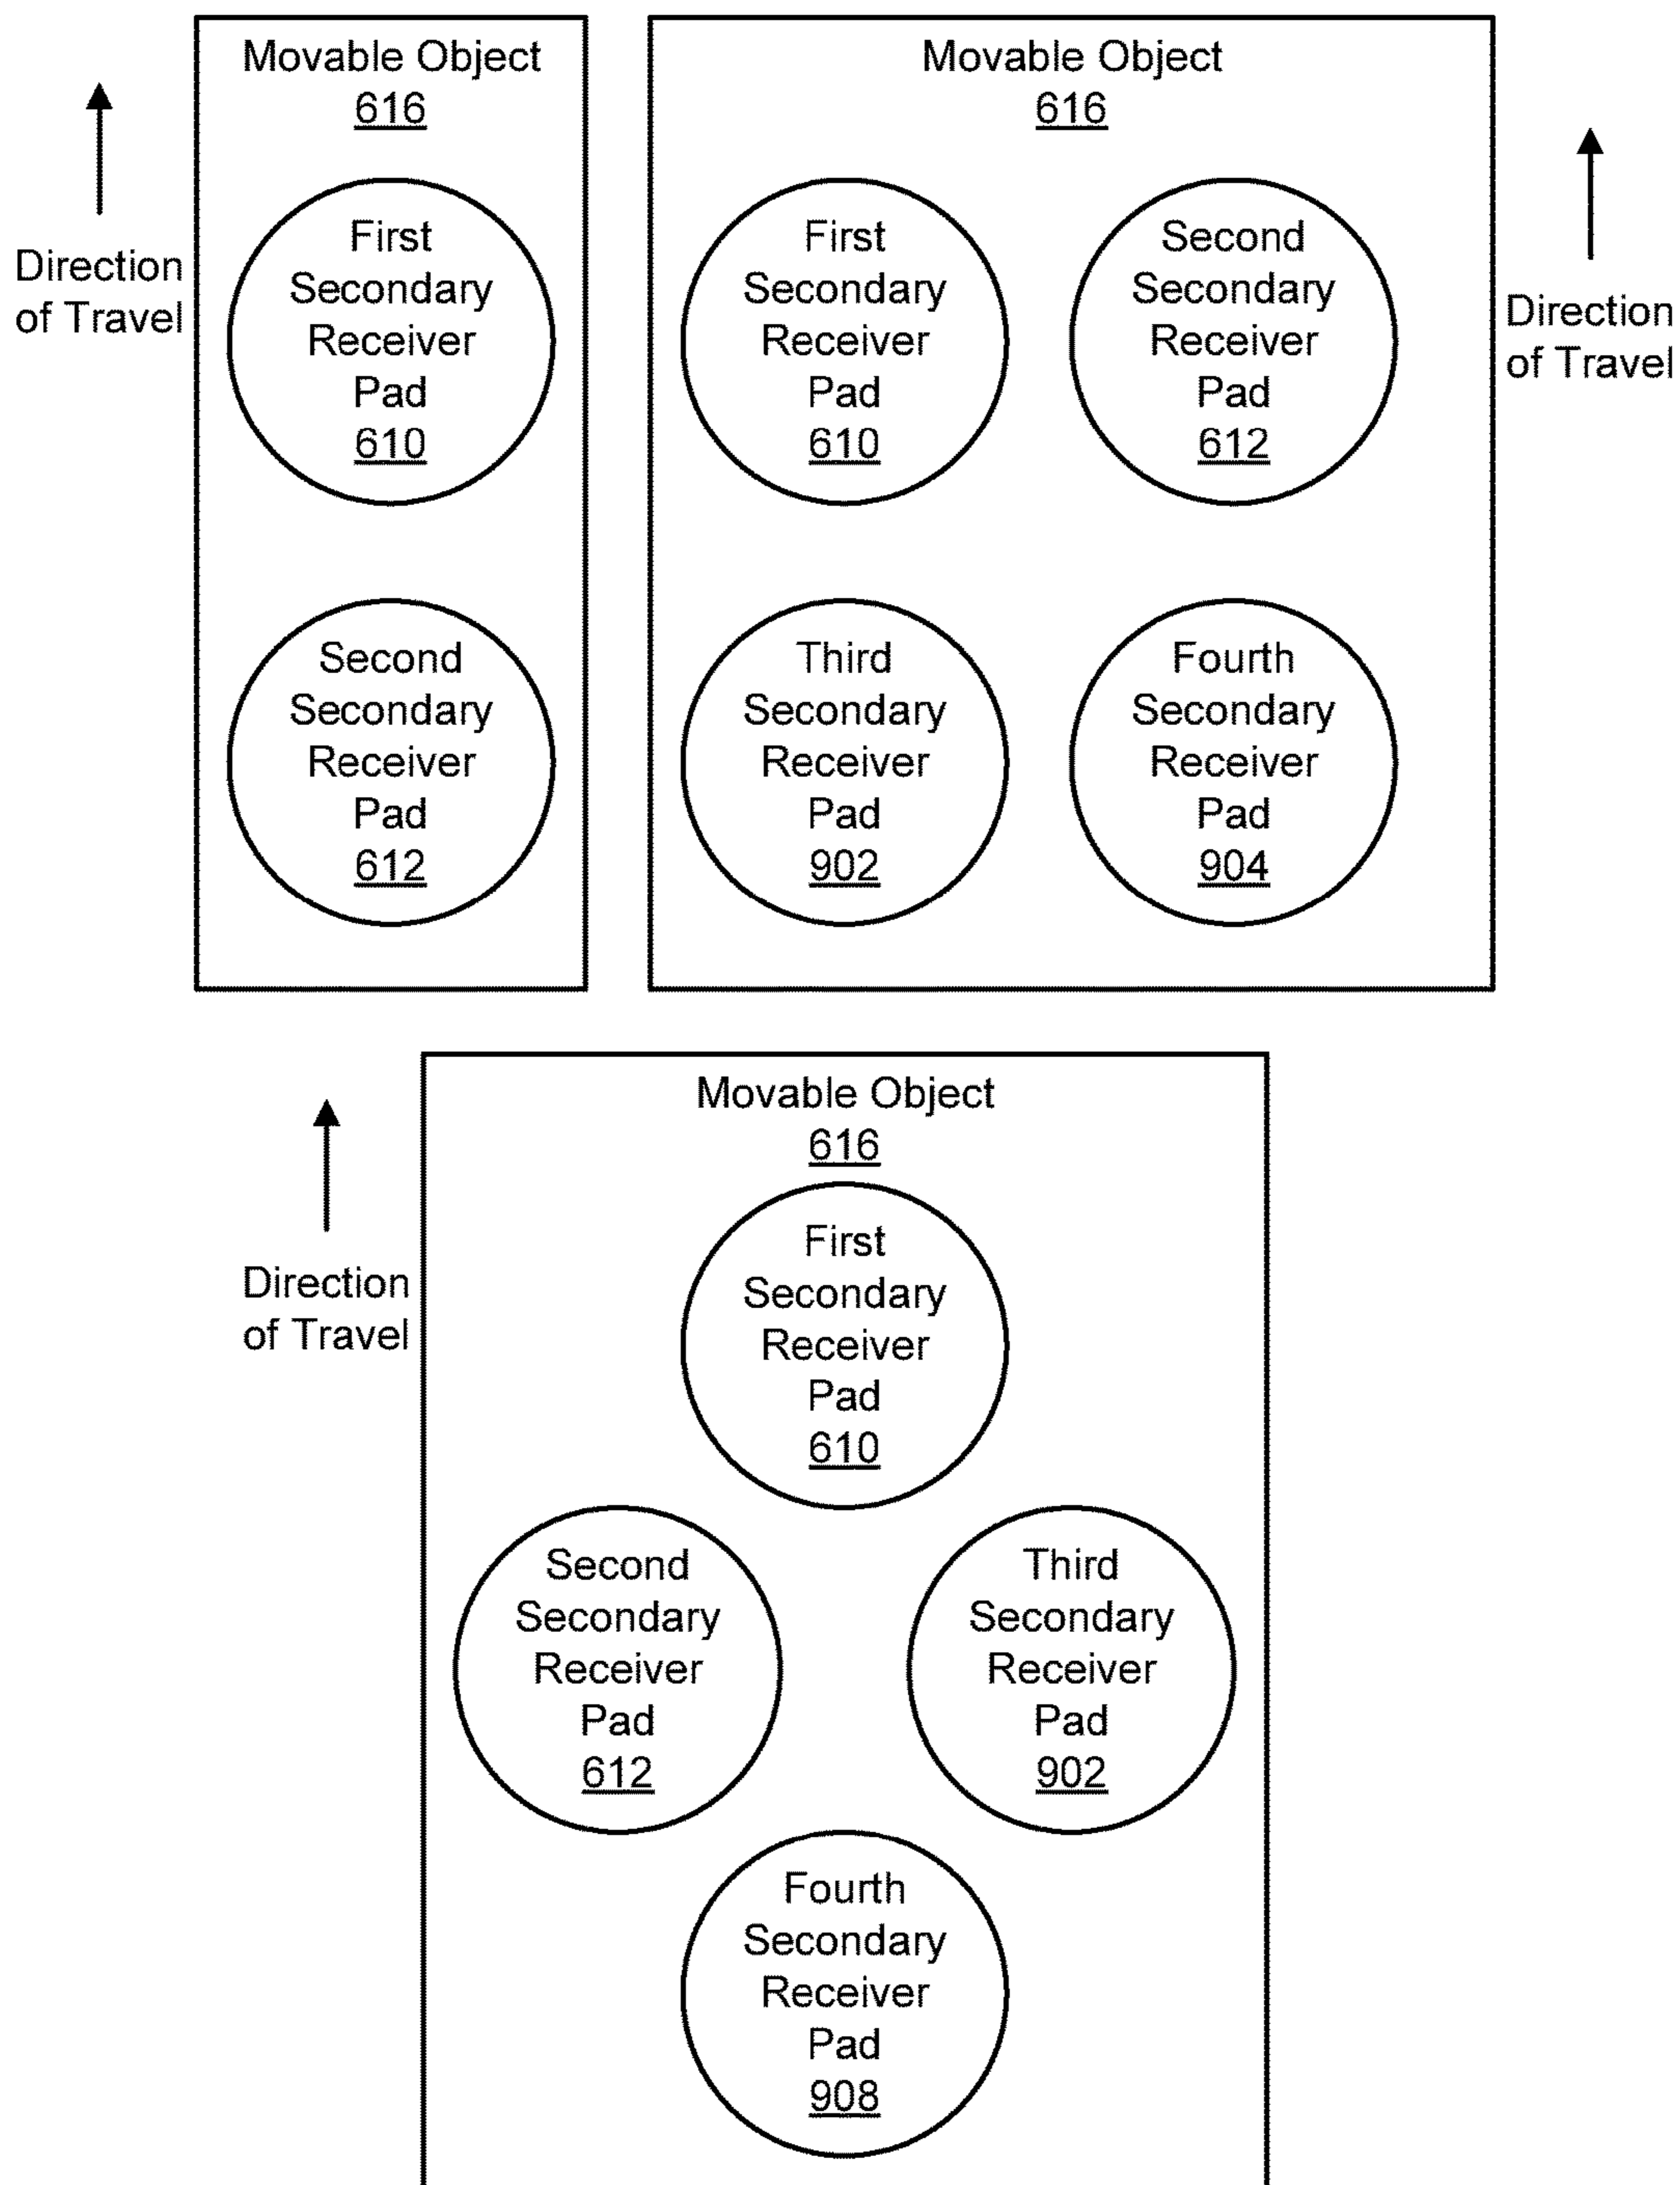 Movable Object
616
Direction
of Travel
First
Secondary
Receiver
Pad
610
Second
Secondary
Receiver
Pad
612
Movable Object
616
First
Secondary
Receiver
Pad
610
Second
Secondary
Receiver
Pad
612
Direction
of Travel
Third
Secondary
Receiver
Pad
902
Fourth
Secondary
Receiver
Pad
904
Movable Object
616
Direction
of Travel
First
Secondary
Receiver
Pad
610
Second
Secondary
Receiver
Pad
612
Third
Secondary
Receiver
Pad
902
Fourth
Secondary
Receiver
Pad
908